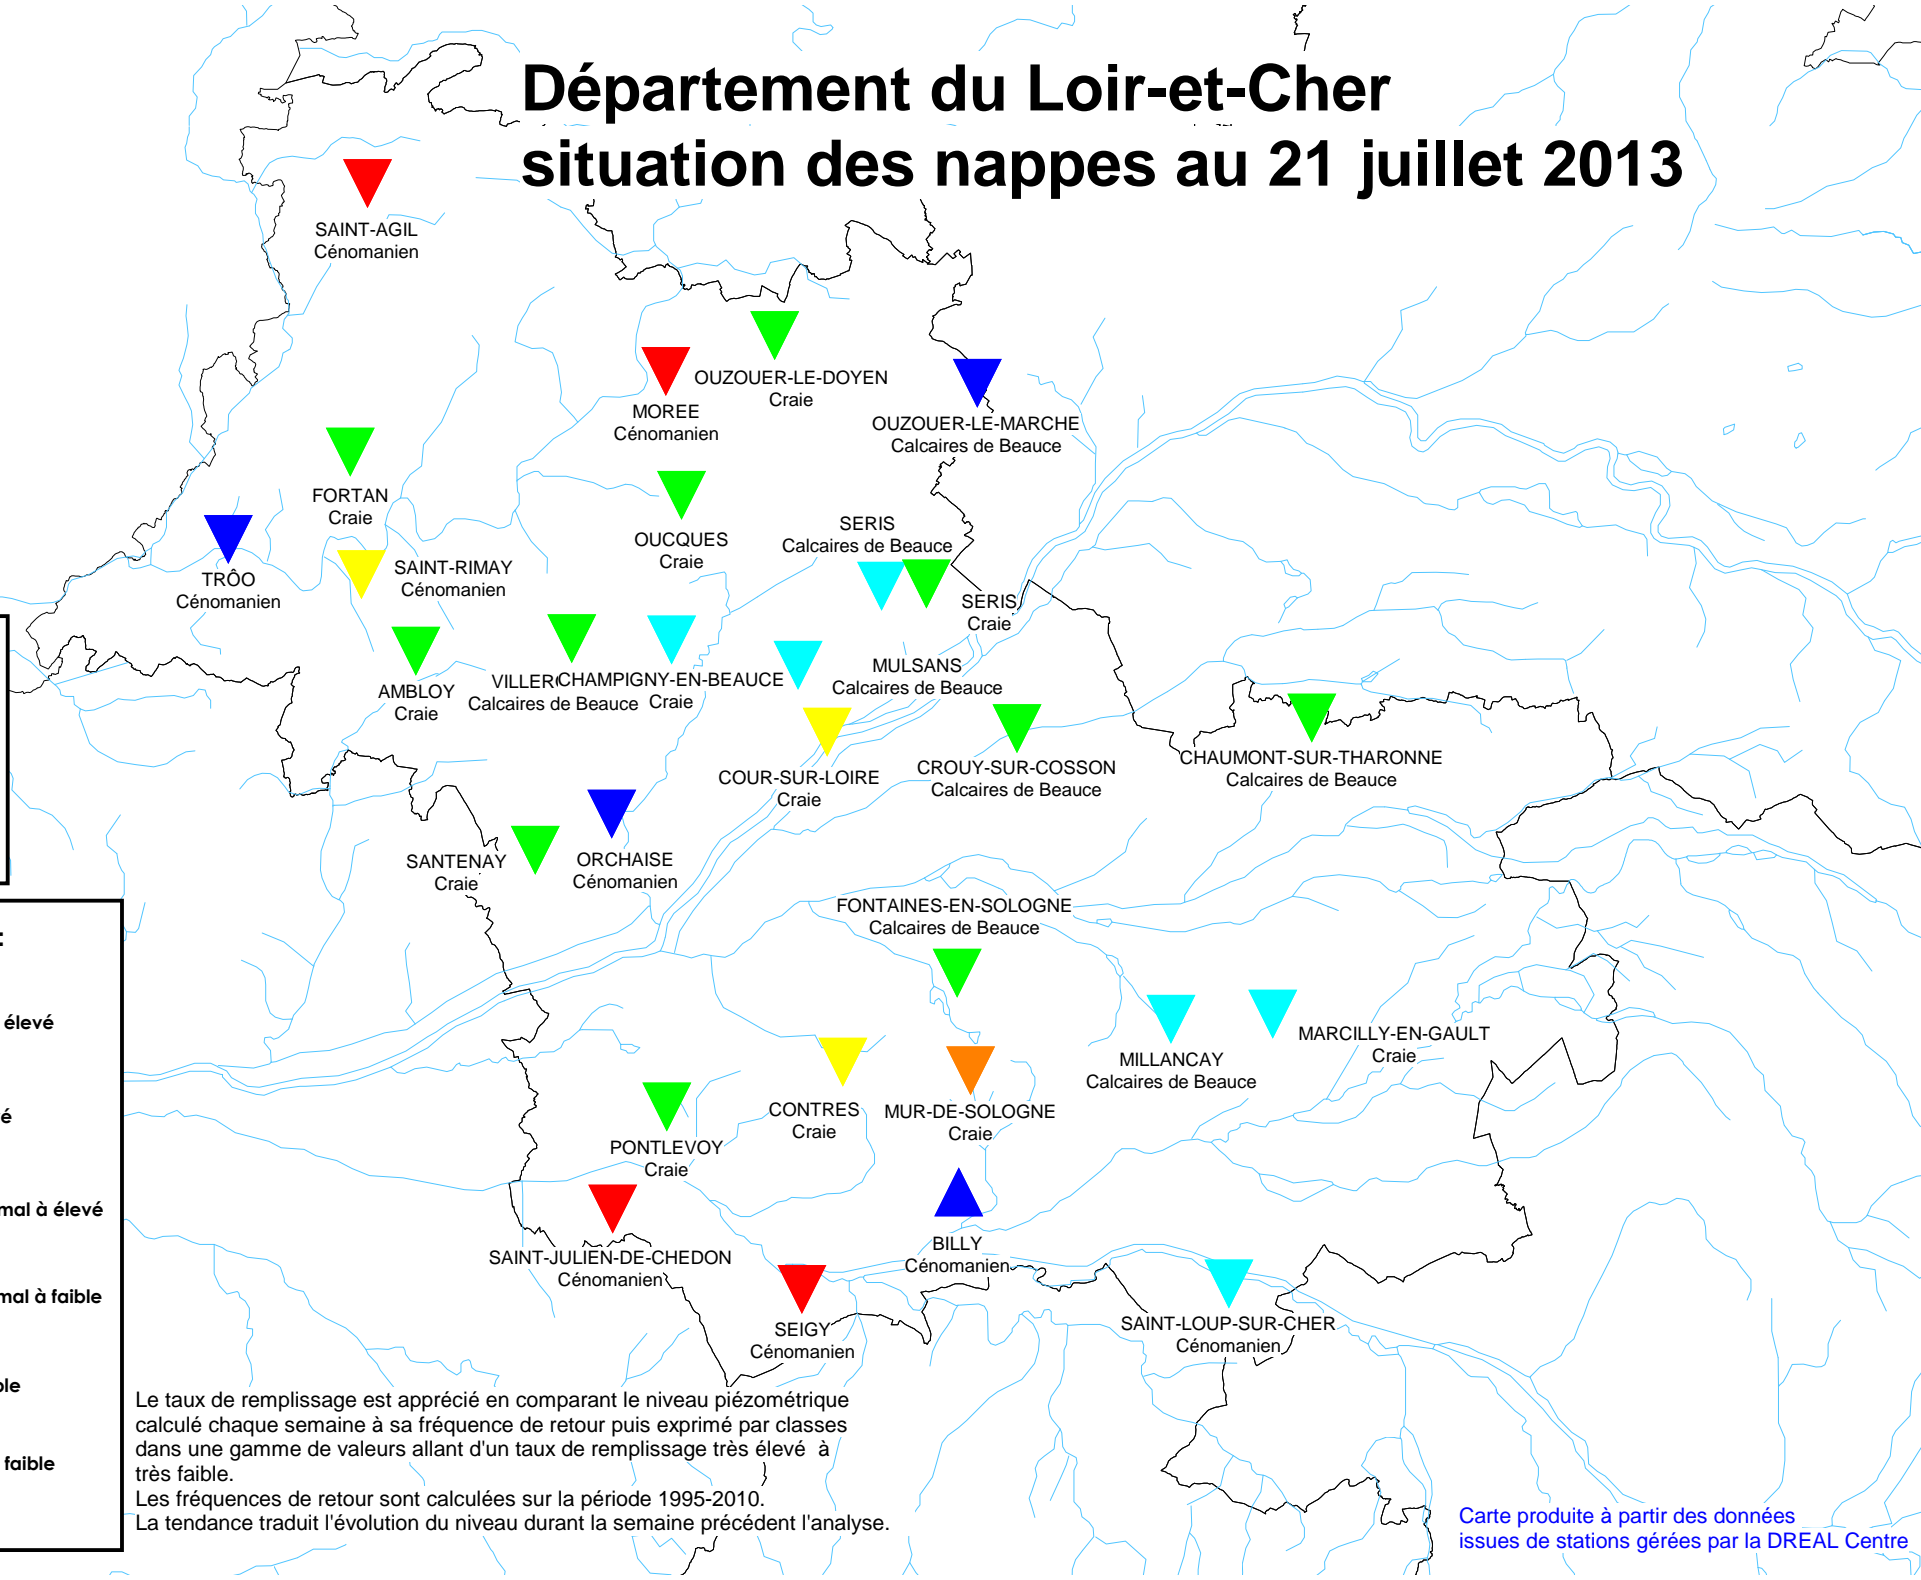 Département du Loir-et-Cher
situation des nappes au 21 juillet 2013
SAINT-AGIL
Cénomanien
OUZOUER-LE-DOYEN
Craie
MOREE
Cénomanien
OUZOUER-LE-MARCHE
Calcaires de Beauce
FORTAN
Craie
OUCQUES
Craie
SERIS
Calcaires de Beauce
TRÔO
Cénomanien
SAINT-RIMAY
Cénomanien
SERIS
Craie
AMBLOY
Craie
VILLER
Calcaires de Beauce
CHAMPIGNY-EN-BEAUCE
Craie
MULSANS
Calcaires de Beauce
COUR-SUR-LOIRE
Craie
CROUY-SUR-COSSON
Calcaires de Beauce
CHAUMONT-SUR-THARONNE
Calcaires de Beauce
SANTENAY
Craie
ORCHAISE
Cénomanien
FONTAINES-EN-SOLOGNE
Calcaires de Beauce
MILLANCAY
Calcaires de Beauce
MARCILLY-EN-GAULT
Craie
CONTRES
Craie
MUR-DE-SOLOGNE
Craie
PONTLEVOY
Craie
SAINT-JULIEN-DE-CHEDON
Cénomanien
BILLY
Cénomanien
SEIGY
Cénomanien
SAINT-LOUP-SUR-CHER
Cénomanien
:
élevé
é
mal à élevé
mal à faible
ble
faible
Le taux de remplissage est apprécié en comparant le niveau piézométrique
calculé chaque semaine à sa fréquence de retour puis exprimé par classes
dans une gamme de valeurs allant d'un taux de remplissage très élevé à
très faible.
Les fréquences de retour sont calculées sur la période 1995-2010.
La tendance traduit l'évolution du niveau durant la semaine précédent l'analyse.
Carte produite à partir des données
issues de stations gérées par la DREAL Centre